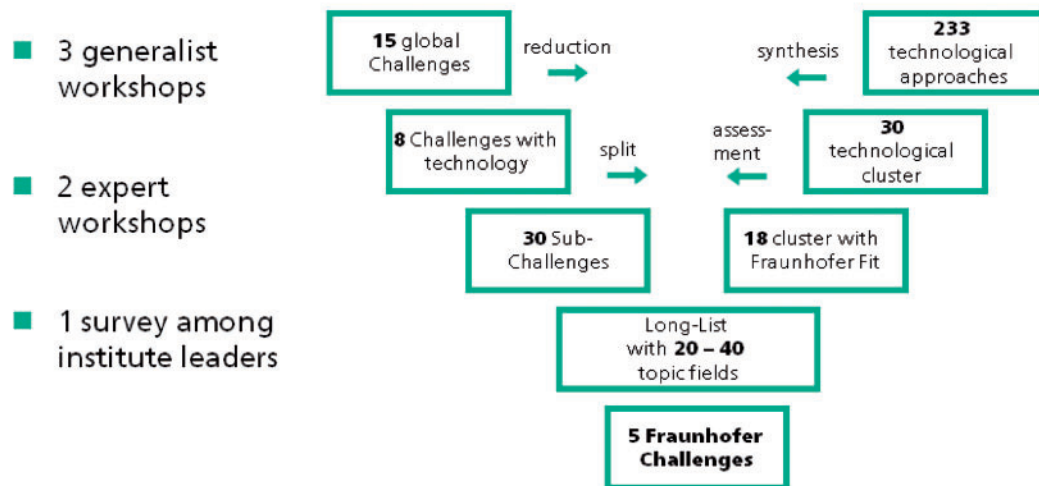 3 generalist
workshops
2 expert
workshops
1 survey among
institute leaders
15 global
Challenges
reduction
synthesis
233
technological
approaches
8 Challenges with
technology
split
assess-
ment
30
technological
cluster
30 Sub-
Challenges
18 cluster with
Fraunhofer Fit
Long-List
with 20 – 40
topic fields
5 Fraunhofer
Challenges